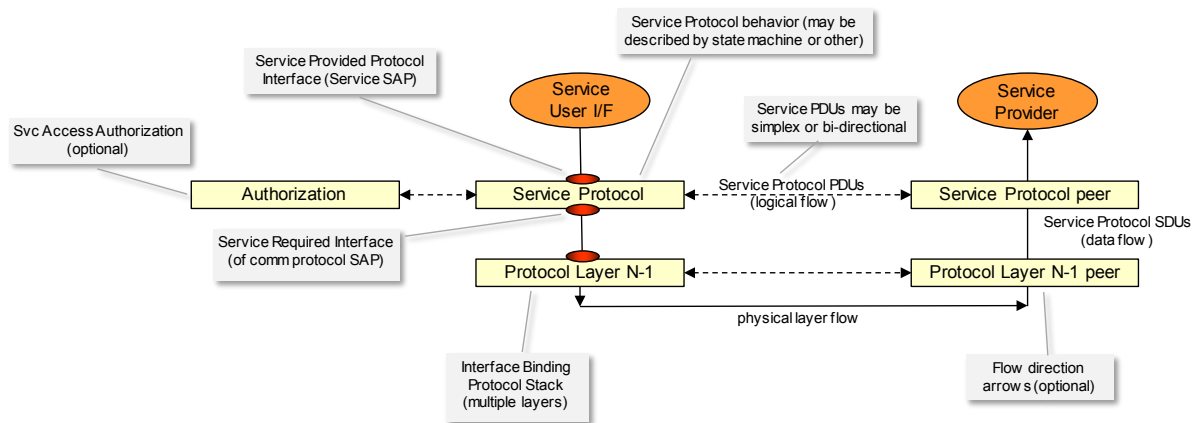 Service Protocol behavior (may be
described by state machine or other)
Service Provided Protocol
Interface (Service SAP)
Service
User I/F
Service PDUs may be
simplex or bi-directional
Service
Provider
Svc Access Authorization
(optional)
Authorization
Service Protocol
Service Protocol PDUs
(logical flow )
Service Protocol peer
Service Required Interface
(of comm protocol SAP)
Service Protocol SDUs
(data flow )
Protocol Layer N-1
Protocol Layer N-1 peer
physical layer flow
Interface Binding
Protocol Stack
(multiple layers)
Flow direction
arrows (optional)